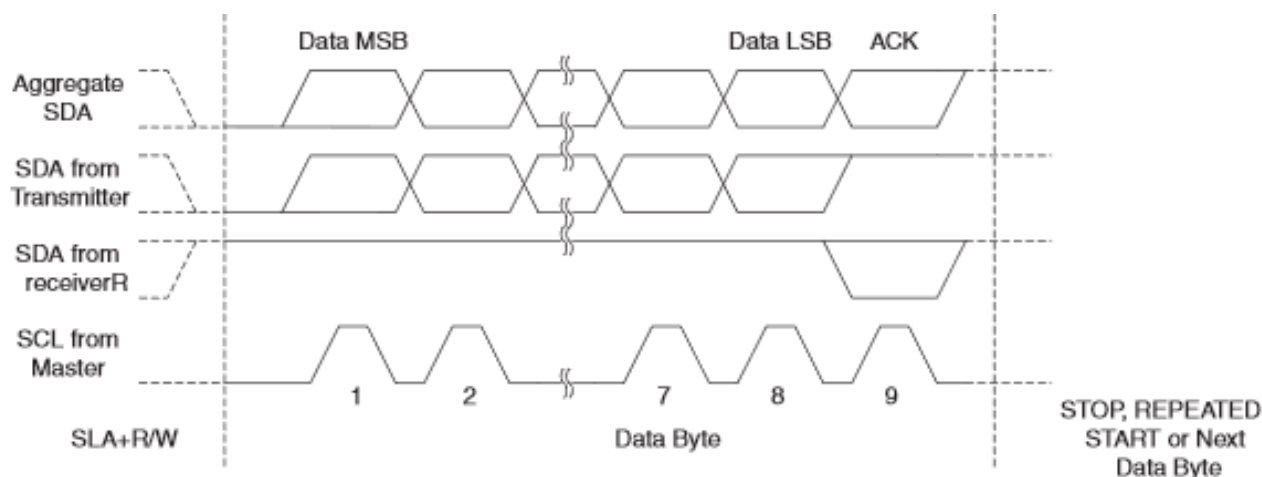 Data MSB
Data LSB
ACK
Aggregate
SDA
SDA from
Transmitter
SDA from
receiverR
SCL from
Master
1
2
7
8
9
SLA+R/W
Data Byte
STOP, REPEATED
START or Next
Data Byte